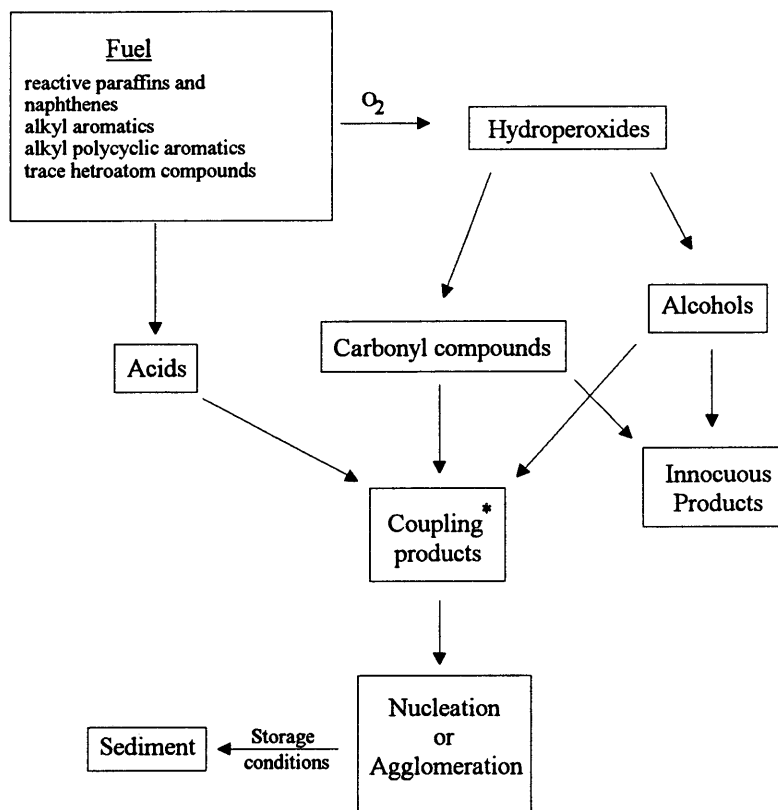 Fuel
reactive paraffins and
naphthenes
alkyl aromatics
alkyl polycyclic aromatics
trace hetroatom compounds
O2
Hydroperoxides
Alcohols
Carbonyl compounds
Acids
Innocuous
Products
Coupling*
products
Nucleation
or
Agglomeration
Storage
conditions
Sediment